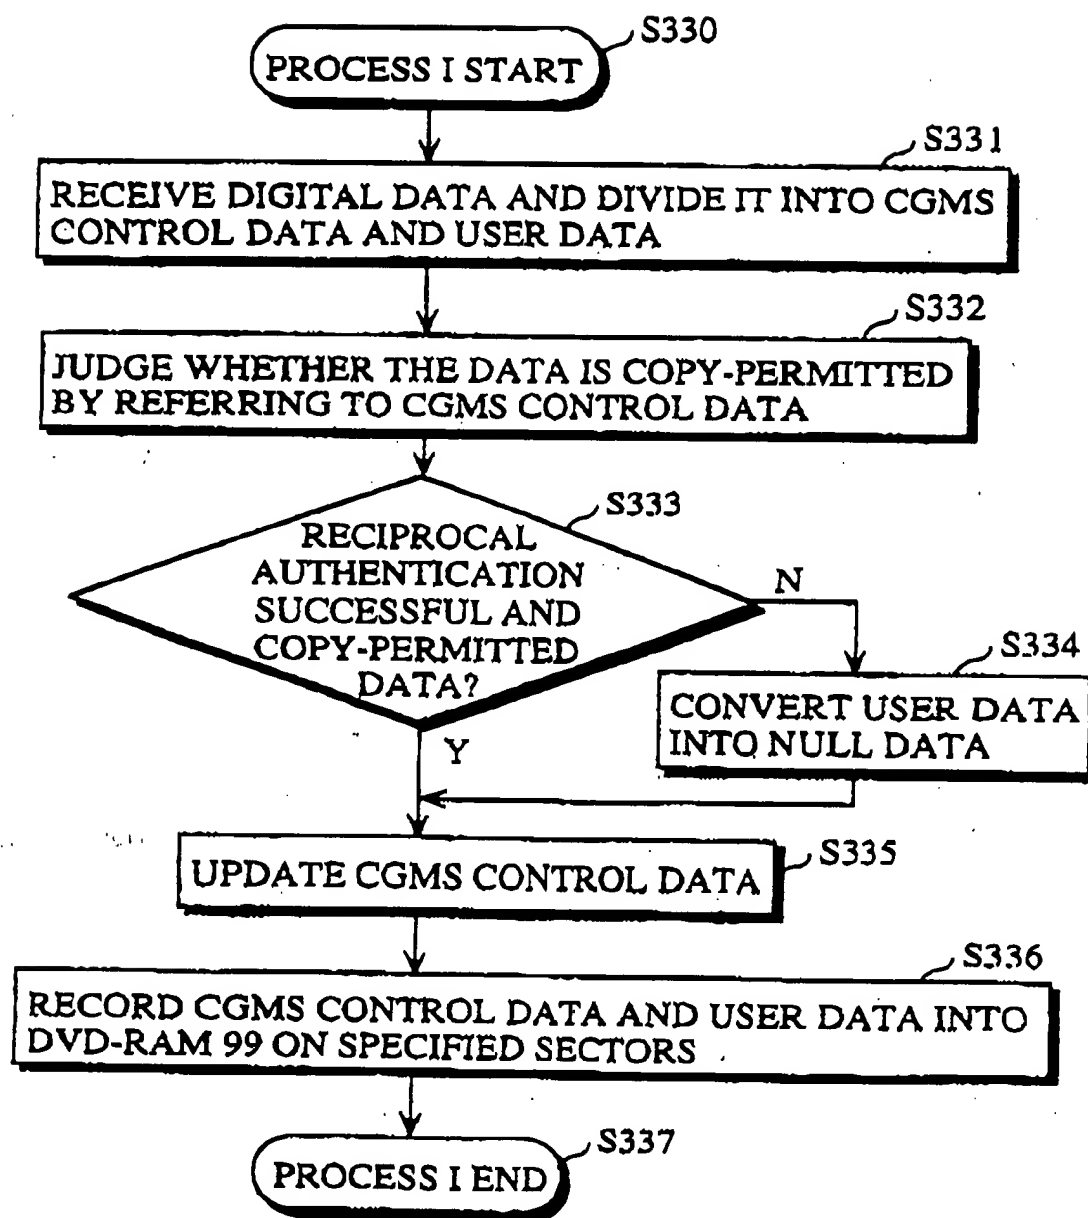 S330
PROCESS I START
S331
RECEIVE DIGITAL DATA AND DIVIDE IT INTO CGMS
CONTROL DATA AND USER DATA
S332
JUDGE WHETHER THE DATA IS COPY-PERMITTED
BY REFERRING TO CGMS CONTROL DATA
S333
RECIPROCAL
AUTHENTICATION
SUCCESSFUL AND
COPY-PERMITTED
DATA?
N
S334
CONVERT USER DATA
INTO NULL DATA
Y
S335
UPDATE CGMS CONTROL DATA
S336
RECORD CGMS CONTROL DATA AND USER DATA INTO
DVD-RAM 99 ON SPECIFIED SECTORS
S337
PROCESS I END